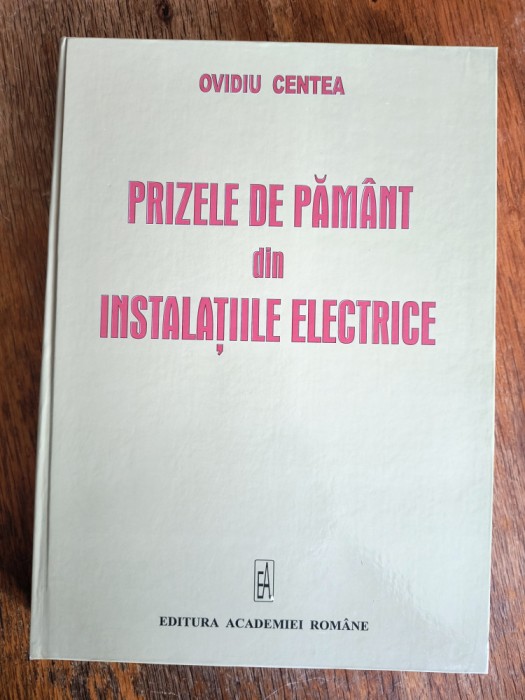 OVIDIU CENTEA
PRIZELE DE PĂMÂNT
din
INSTALAȚIILE ELECTRICE
EA
EDITURA ACADEMIEI ROMÂNE